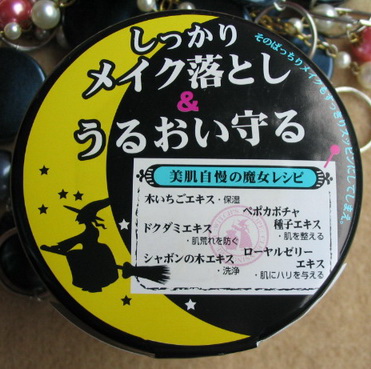 しっかり
メイク落とし
&
うるおい守る
美肌自慢の魔女レシピ
木いちごエキス・保湿
ペポカボチャ
種子エキス
・肌を整える
ドクダミエキス
・肌荒れを防ぐ
ローヤルゼリー
エキス
・肌にハリを与える
シャボンの木エキス
・洗浄